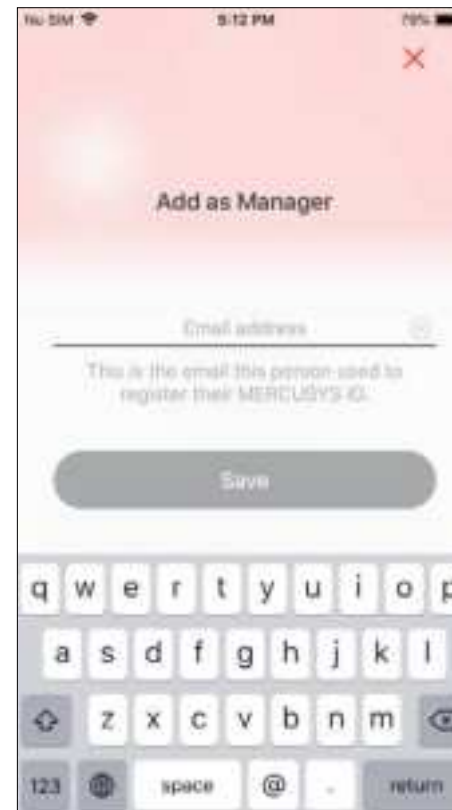 No SIM 5:12 PM 79%
Add as Manager
Email address
This is the email this person used to
register their MERCUSYS ID.
Save
q w e r t y u i o p
a s d f g h j k l
z x c v b n m
123 space @ . return